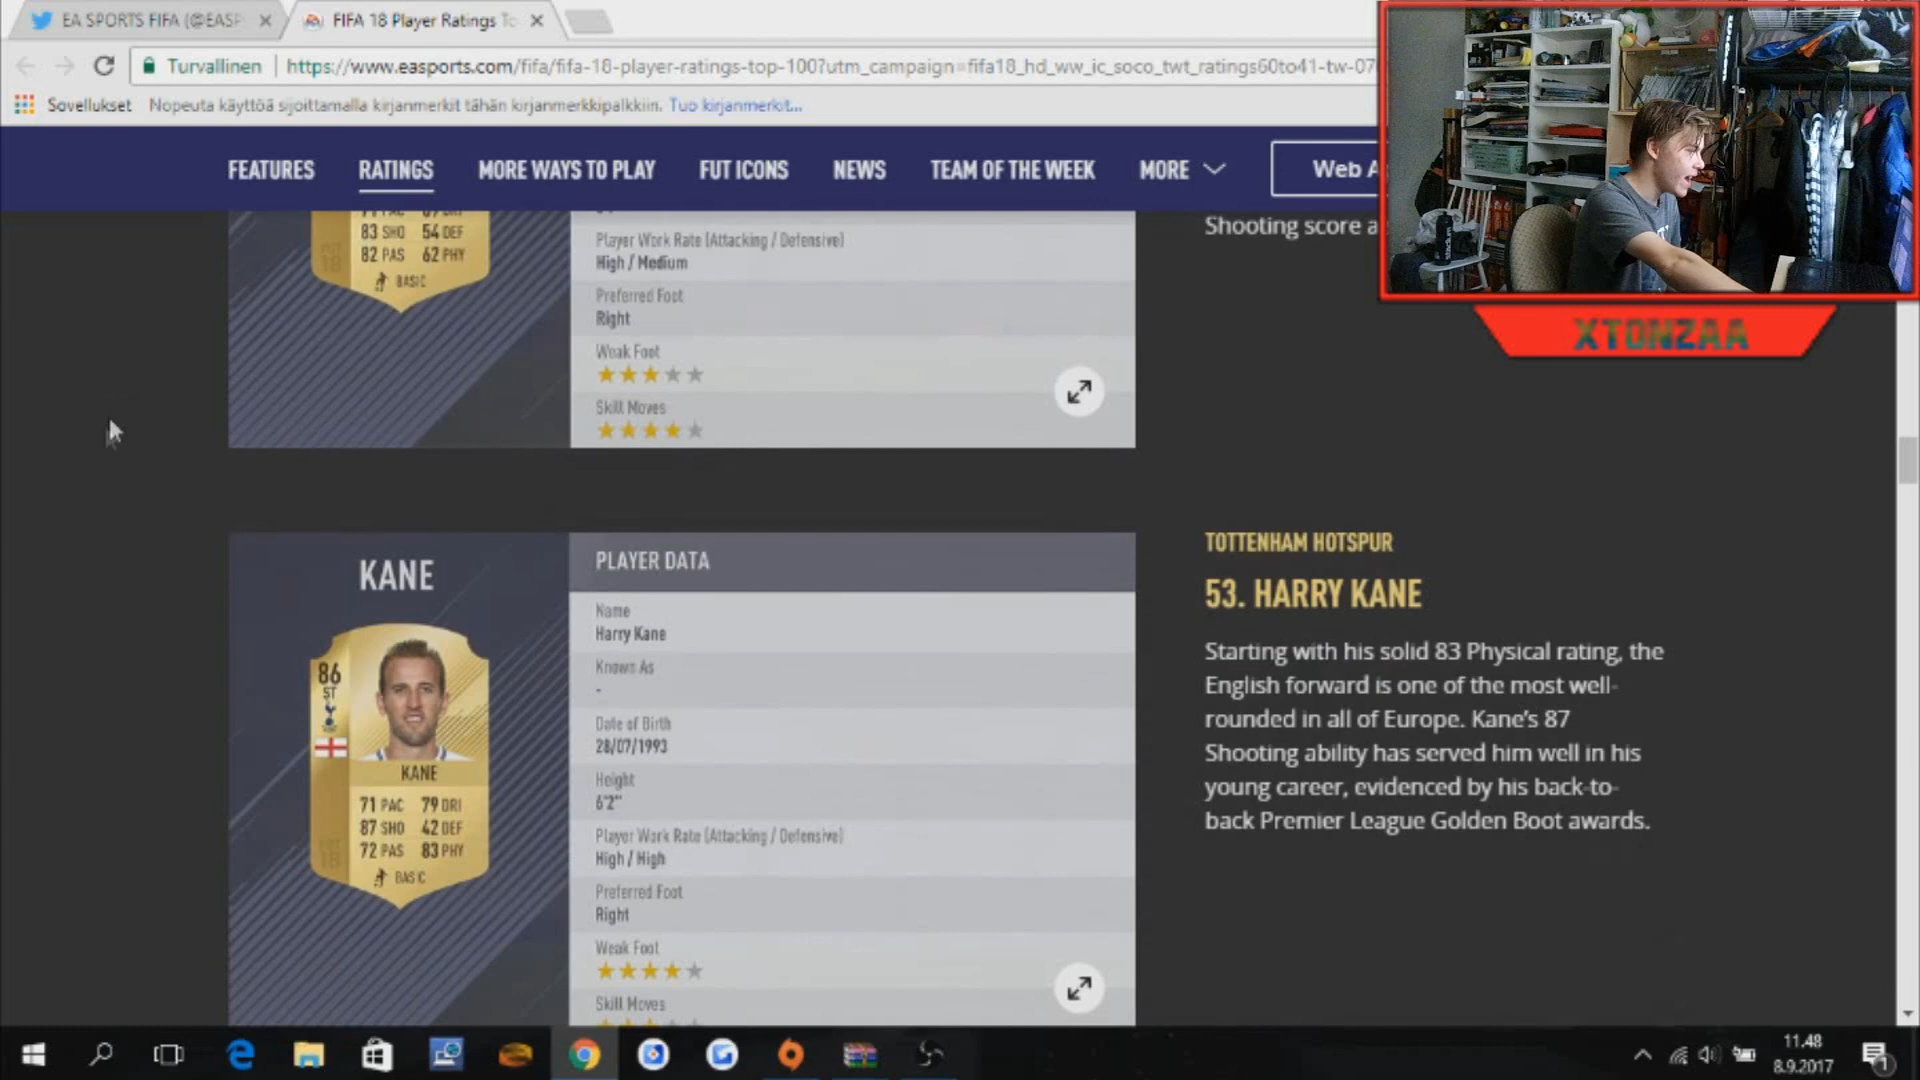 EA SPORTS FIFA (@EASP
FIFA 18 Player Ratings To
Turvallinen
https://www.easports.com/fifa/fifa-18-player-ratings-top-100?utm_campaign=fifa18_hd_ww_ic_soco_twt_ratings60to41-tw-07
Sovellukset Nopeuta käyttöä sijoittamalla kirjanmerkit tähän kirjanmerkkipalkkiin. Tuo kirjanmerkit...
FEATURES RATINGS MORE WAYS TO PLAY FUT ICONS NEWS TEAM OF THE WEEK MORE Web A
83 SHO 54 DEF
82 PAS 62 PHY
BASIC
Player Work Rate (Attacking / Defensive)
High / Medium
Preferred Foot
Right
Weak Foot
Skill Moves
Shooting score a
XTONZAA
KANE
86
ST
KANE
71 PAC 79 DRI
87 SHO 42 DEF
72 PAS 83 PHY
BASIC
PLAYER DATA
Name
Harry Kane
Known As
-
Date of Birth
28/07/1993
Height
6'2"
Player Work Rate (Attacking / Defensive)
High / High
Preferred Foot
Right
Weak Foot
Skill Moves
TOTTENHAM HOTSPUR
53. HARRY KANE
Starting with his solid 83 Physical rating, the
English forward is one of the most well-
rounded in all of Europe. Kane's 87
Shooting ability has served him well in his
young career, evidenced by his back-to-
back Premier League Golden Boot awards.
11.48
8.9.2017
1